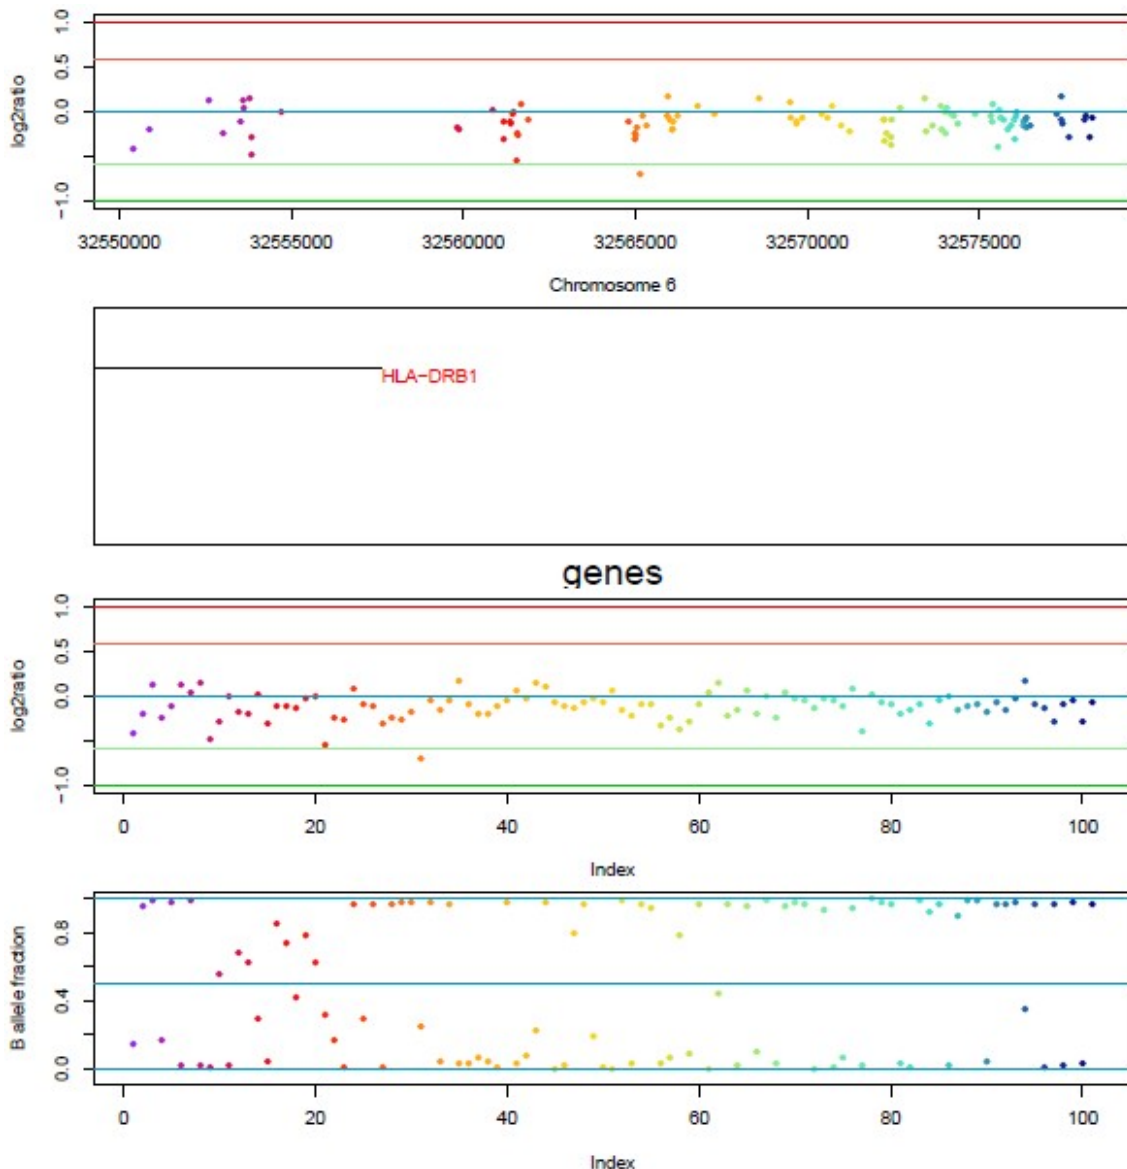 1.0
0.5
0.0
−1.0
log2ratio
32550000 32555000 32560000 32565000 32570000 32575000
Chromosome 6
HLA−DRB1
genes
1.0
0.5
0.0
−1.0
log2ratio
0 20 40 60 80 100
Index
0.8
0.4
0.0
B allele fraction
0 20 40 60 80 100
Index